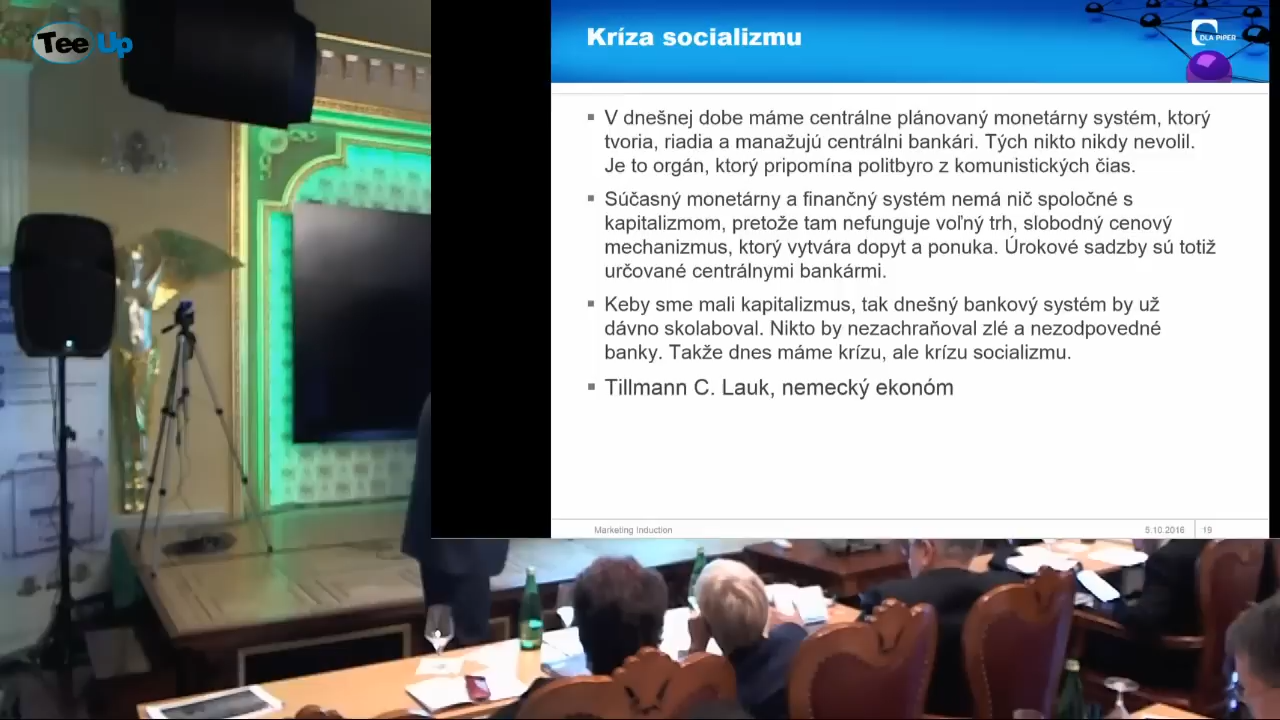 Tee Up
Kríza socializmu
DLA PIPER
V dnešnej dobe máme centrálne plánovaný monetárny systém, ktorý
tvoria, riadia a manažujú centrálni bankári. Tých nikto nikdy nevolil.
Je to orgán, ktorý pripomína politbyro z komunistických čias.
Súčasný monetárny a finančný systém nemá nič spoločné s
kapitalizmom, pretože tam nefunguje voľný trh, slobodný cenový
mechanizmus, ktorý vytvára dopyt a ponuka. Úrokové sadzby sú totiž
určované centrálnymi bankármi.
Keby sme mali kapitalizmus, tak dnešný bankový systém by už
dávno skolaboval. Nikto by nezachraňoval zlé a nezodpovedné
banky. Takže dnes máme krízu, ale krízu socializmu.
Tillmann C. Lauk, nemecký ekonóm
Marketing Induction
5.10.2016
19